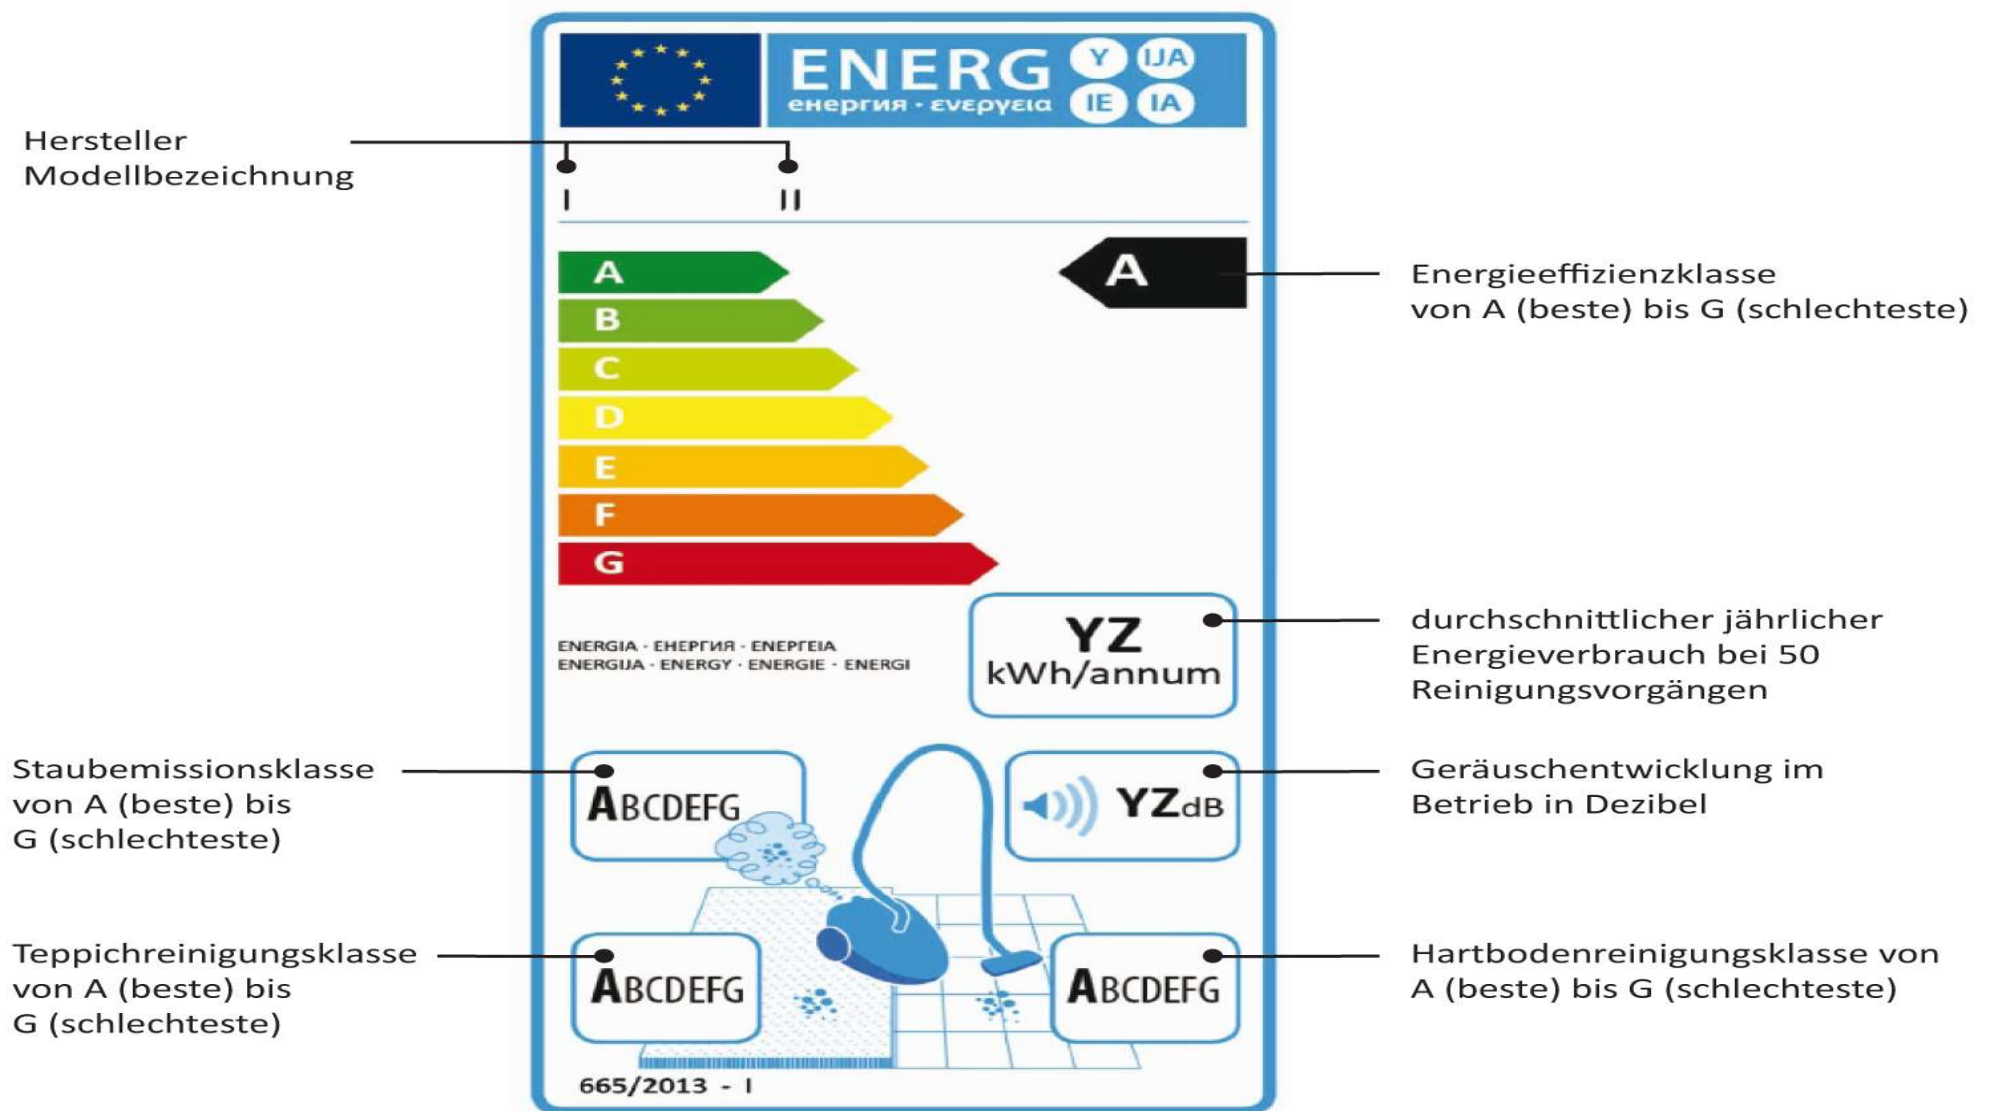 ENERG
енергия · ενεργεια
Y IJA
IE IA
Hersteller
Modellbezeichnung
I II
A
B
C
D
E
F
G
A
Energieeffizienzklasse
von A (beste) bis G (schlechteste)
ENERGIA · ЕНЕРГИЯ · ΕΝΕΡΓΕΙΑ
ENERGIJA · ENERGY · ENERGIE · ENERGI
YZ
kWh/annum
durchschnittlicher jährlicher
Energieverbrauch bei 50
Reinigungsvorgängen
Staubemissionsklasse
von A (beste) bis
G (schlechteste)
ABCDEFG
YZdB
Geräuschentwicklung im
Betrieb in Dezibel
Teppichreinigungsklasse
von A (beste) bis
G (schlechteste)
ABCDEFG
ABCDEFG
Hartbodenreinigungsklasse von
A (beste) bis G (schlechteste)
665/2013 - I